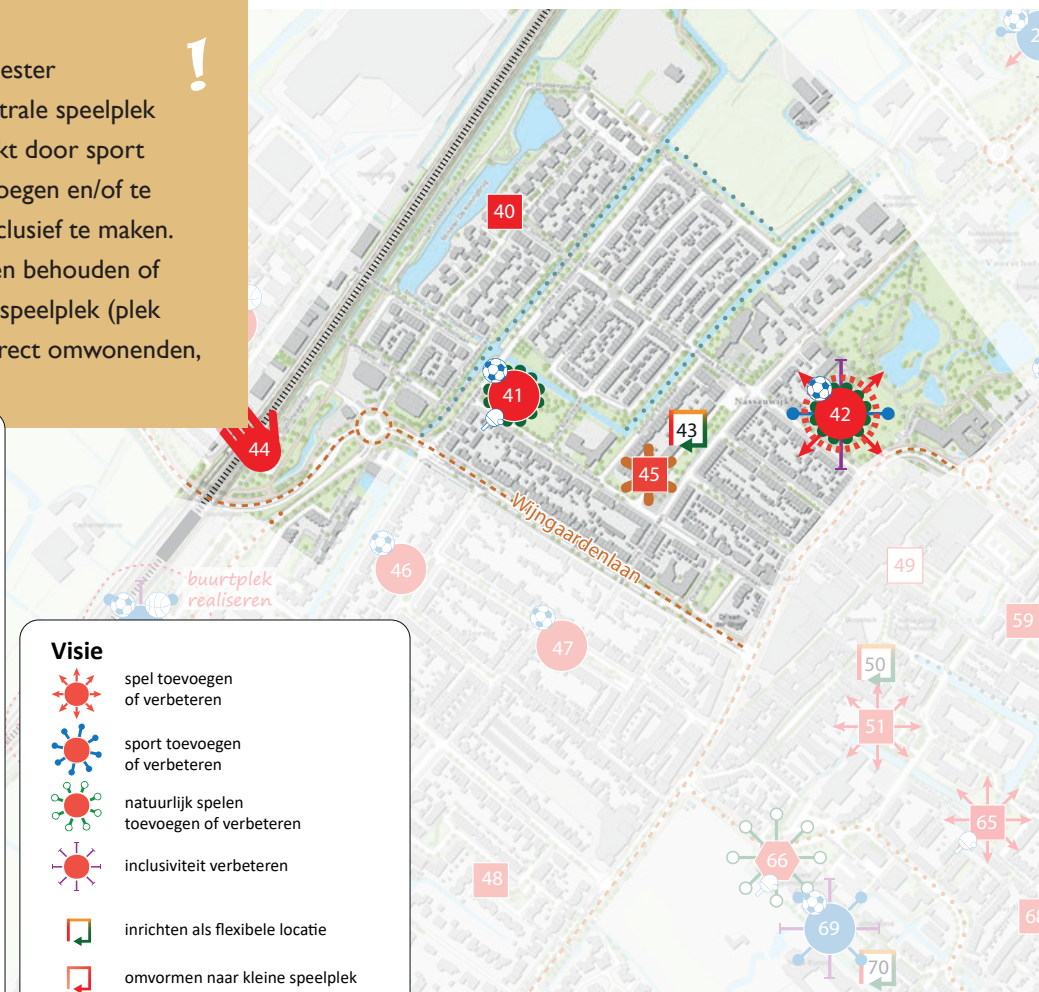 !
ester
trale speelplek
kt door sport
oegen en/of te
clusief te maken.
en behouden of
speelplek (plek
rect omwonenden,
2
40
41
42
Nassauwijk
43
44
45
Wijngaardenlaan
46
buurtplek
realiseren
47
49
59
50
51
65
66
48
69
68
70
Visie
spel toevoegen
of verbeteren
sport toevoegen
of verbeteren
natuurlijk spelen
toevoegen of verbeteren
inclusiviteit verbeteren
inrichten als flexibele locatie
omvormen naar kleine speelplek